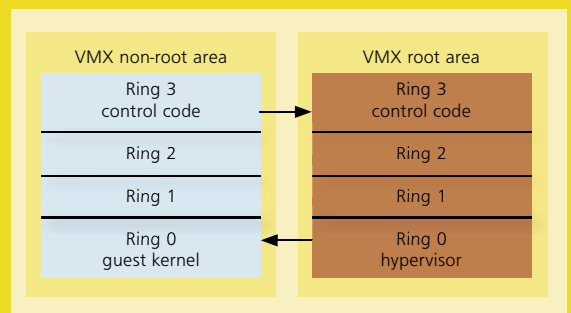 VMX non-root area
Ring 3
control code
Ring 2
Ring 1
Ring 0
guest kernel
VMX root area
Ring 3
control code
Ring 2
Ring 1
Ring 0
hypervisor